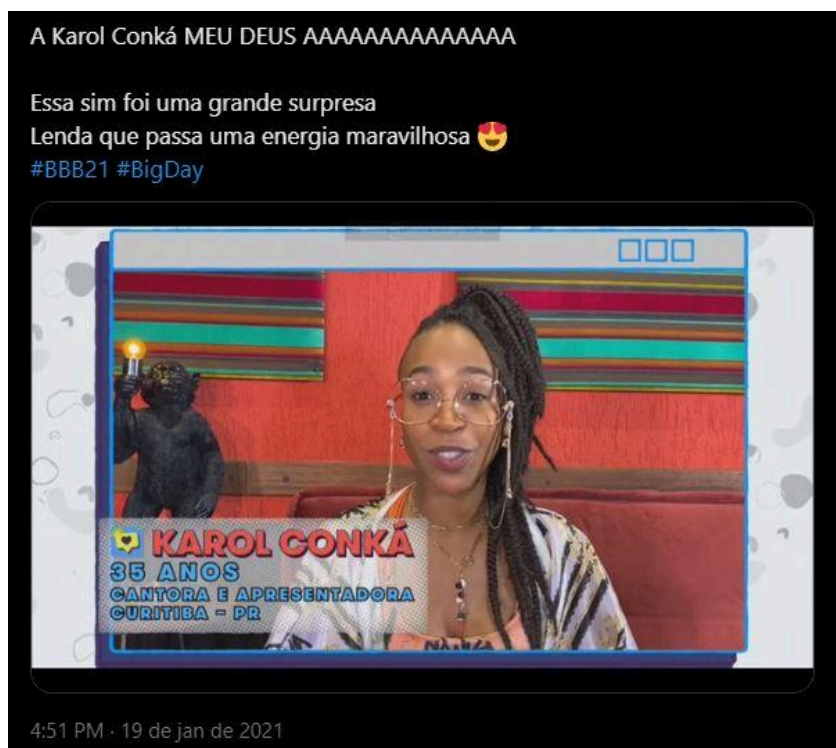 A Karol Conká MEU DEUS AAAAAAAAAAAAAA
Essa sim foi uma grande surpresa
Lenda que passa uma energia maravilhosa 😍
#BBB21 #BigDay
KAROL CONKÁ
35 ANOS
CANTORA E APRESENTADORA
CURITIBA - PR
4:51 PM · 19 de jan de 2021